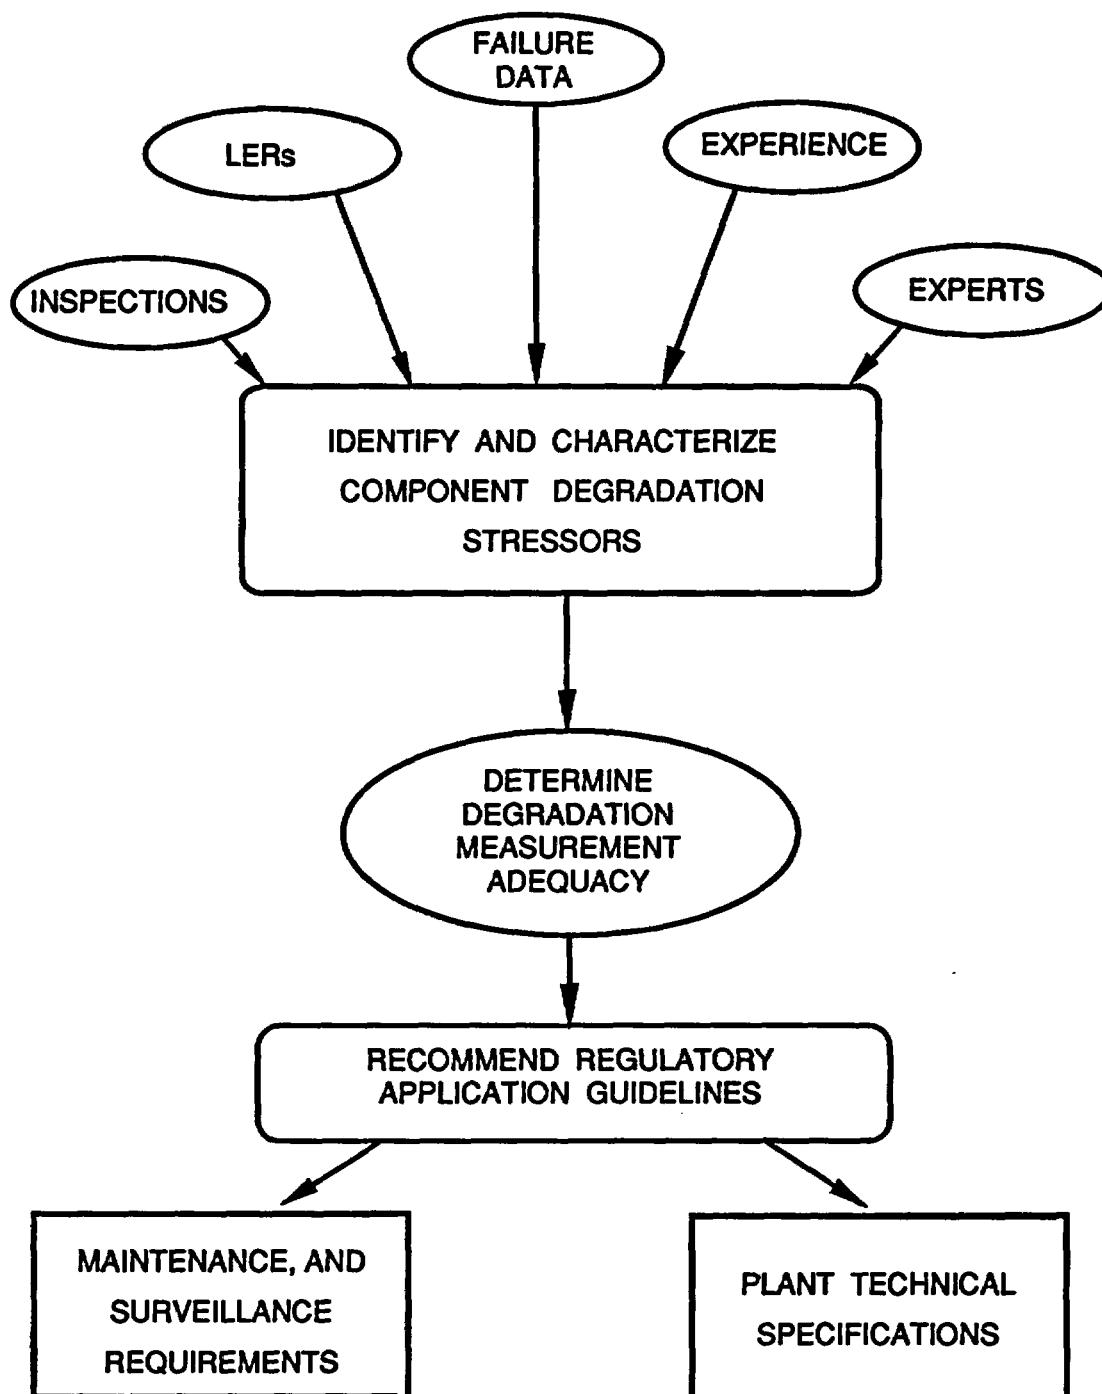 FAILURE
DATA
LERs
EXPERIENCE
INSPECTIONS
EXPERTS
IDENTIFY AND CHARACTERIZE
COMPONENT DEGRADATION
STRESSORS
DETERMINE
DEGRADATION
MEASUREMENT
ADEQUACY
RECOMMEND REGULATORY
APPLICATION GUIDELINES
MAINTENANCE, AND
SURVEILLANCE
REQUIREMENTS
PLANT TECHNICAL
SPECIFICATIONS